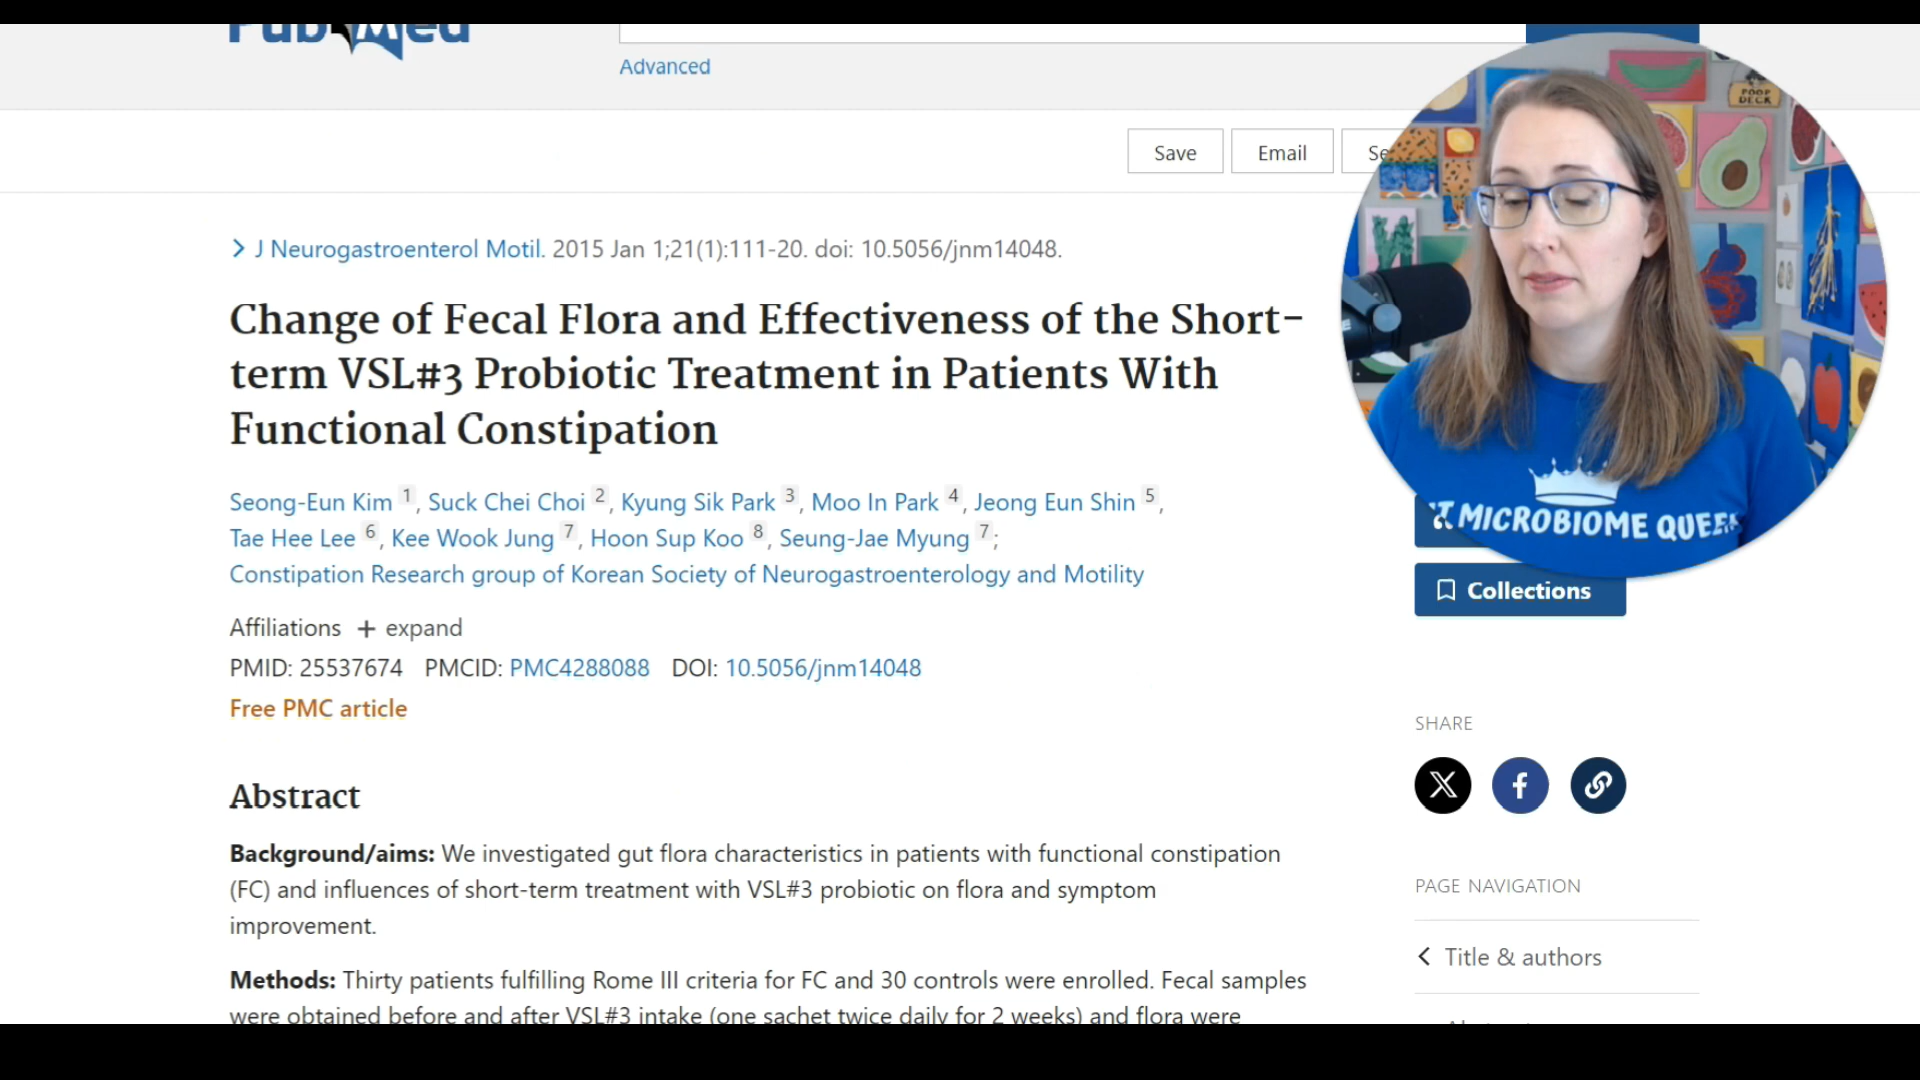 PubMed
Advanced
Save
Email
POOP
DECK
J Neurogastroenterol Motil. 2015 Jan 1;21(1):111-20. doi: 10.5056/jnm14048.
Change of Fecal Flora and Effectiveness of the Short-
term VSL#3 Probiotic Treatment in Patients With
Functional Constipation
Seong-Eun Kim 1, Suck Chei Choi 2, Kyung Sik Park 3, Moo In Park 4, Jeong Eun Shin 5,
Tae Hee Lee 6, Kee Wook Jung 7, Hoon Sup Koo 8, Seung-Jae Myung 7;
Constipation Research group of Korean Society of Neurogastroenterology and Motility
MICROBIOME QUEEN
Collections
Affiliations + expand
PMID: 25537674 PMCID: PMC4288088 DOI: 10.5056/jnm14048
Free PMC article
SHARE
Abstract
Background/aims: We investigated gut flora characteristics in patients with functional constipation
(FC) and influences of short-term treatment with VSL#3 probiotic on flora and symptom
improvement.
PAGE NAVIGATION
Title & authors
Methods: Thirty patients fulfilling Rome III criteria for FC and 30 controls were enrolled. Fecal samples
were obtained before and after VSL#3 intake (one sachet twice daily for 2 weeks) and flora were